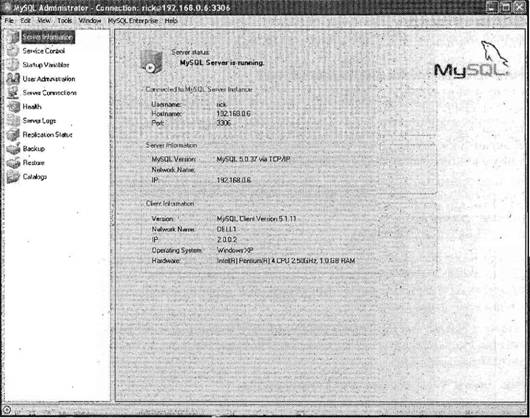 MySQL Administrator - Connection: rick@192.168.0.6:3306
File Edit View Tools Window MySQL Enterprise Help
Server Information
Service Control
Startup Variables
User Administration
Server Connections
Health
Server Logs
Replication Status
Backup
Restore
Catalogs
Server status
MySQL Server is running.
MySQL
Connected to MySQL Server Instance
Username: rick
Hostname: 192.168.0.6
Port: 3306
Server Information
MySQL Version: MySQL 5.0.37 via TCP/IP
Network Name:
IP: 192.168.0.6
Client Information
Version: MySQL Client Version 5.1.11
Network Name: DELL1
IP: 2.0.0.2
Operating System: Windows XP
Hardware: Intel(R) Pentium(R) 4 CPU 2.50GHz, 1.0 GB RAM